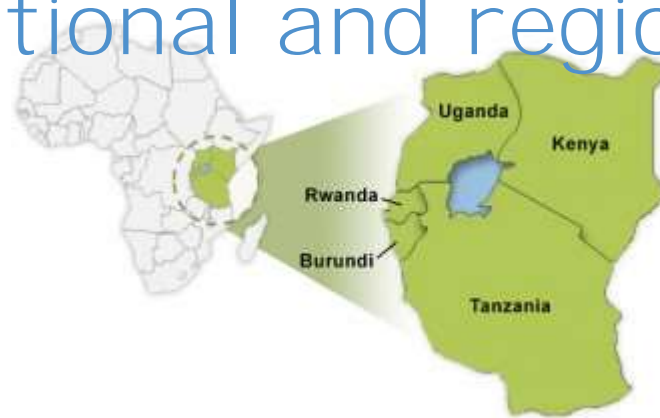 tional and regio
Uganda
Kenya
Rwanda
Burundi
Tanzania